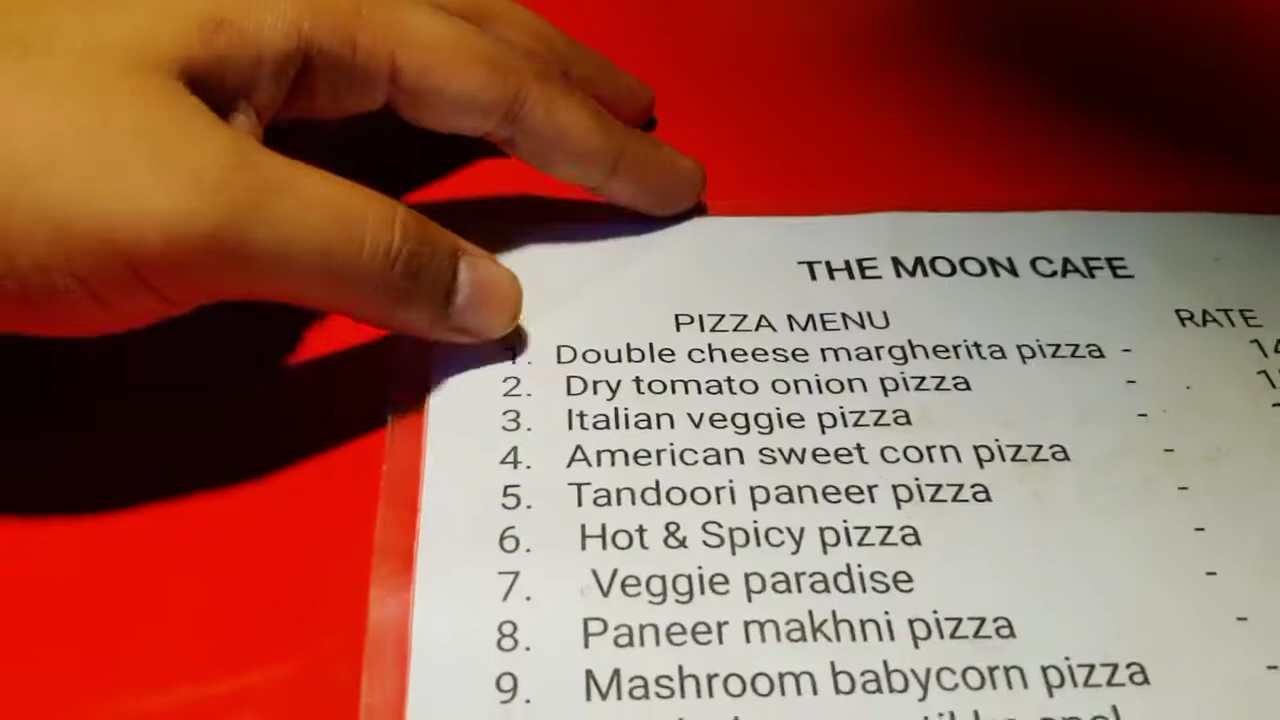 THE MOON CAFE
PIZZA MENU RATE
1. Double cheese margherita pizza -
2. Dry tomato onion pizza -
3. Italian veggie pizza -
4. American sweet corn pizza -
5. Tandoori paneer pizza -
6. Hot & Spicy pizza -
7. Veggie paradise -
8. Paneer makhni pizza -
9. Mashroom babycorn pizza -